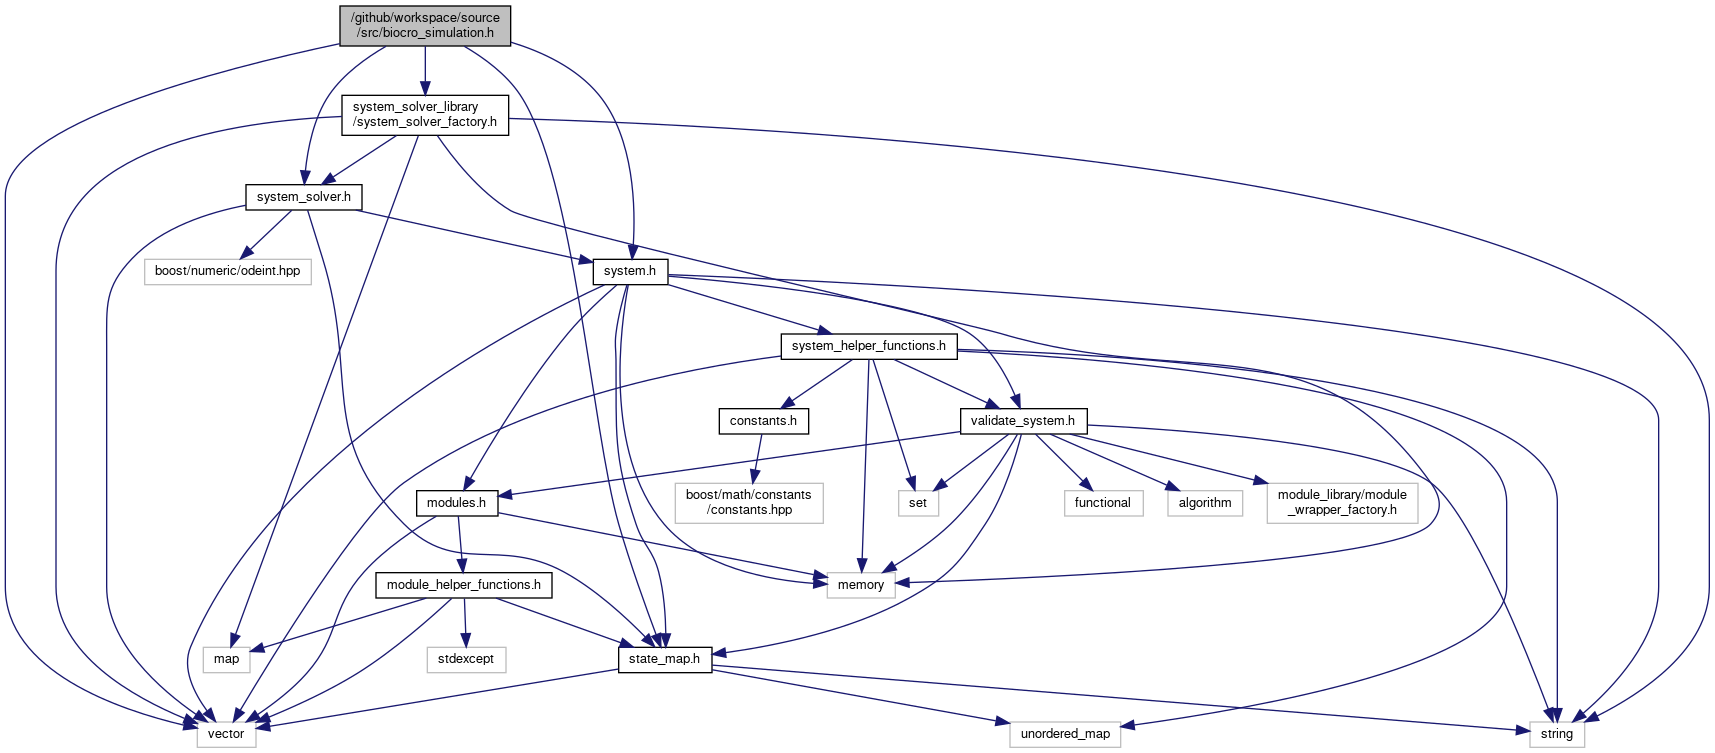 /github/workspace/source
/src/biocro_simulation.h
system_solver_library
/system_solver_factory.h
system_solver.h
boost/numeric/odeint.hpp
system.h
system_helper_functions.h
constants.h
validate_system.h
boost/math/constants
/constants.hpp
modules.h
set
functional
algorithm
module_library/module
_wrapper_factory.h
module_helper_functions.h
memory
map
stdexcept
state_map.h
vector
unordered_map
string